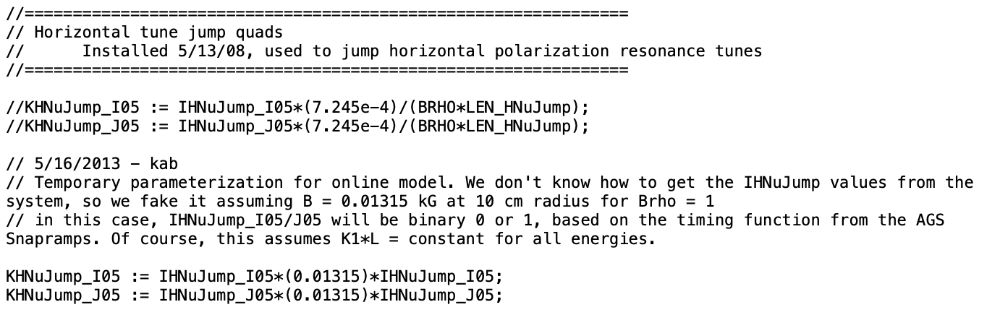 //===============================================================
// Horizontal tune jump quads
//      Installed 5/13/08, used to jump horizontal polarization resonance tunes
//===============================================================
//KHNuJump_I05 := IHNuJump_I05*(7.245e-4)/(BRHO*LEN_HNuJump);
//KHNuJump_J05 := IHNuJump_J05*(7.245e-4)/(BRHO*LEN_HNuJump);
// 5/16/2013 - kab
// Temporary parameterization for online model. We don't know how to get the IHNuJump values from the
system, so we fake it assuming B = 0.01315 kG at 10 cm radius for Brho = 1
// in this case, IHNuJump_I05/J05 will be binary 0 or 1, based on the timing function from the AGS
Snapramps. Of course, this assumes K1*L = constant for all energies.
KHNuJump_I05 := IHNuJump_I05*(0.01315)*IHNuJump_I05;
KHNuJump_J05 := IHNuJump_J05*(0.01315)*IHNuJump_J05;